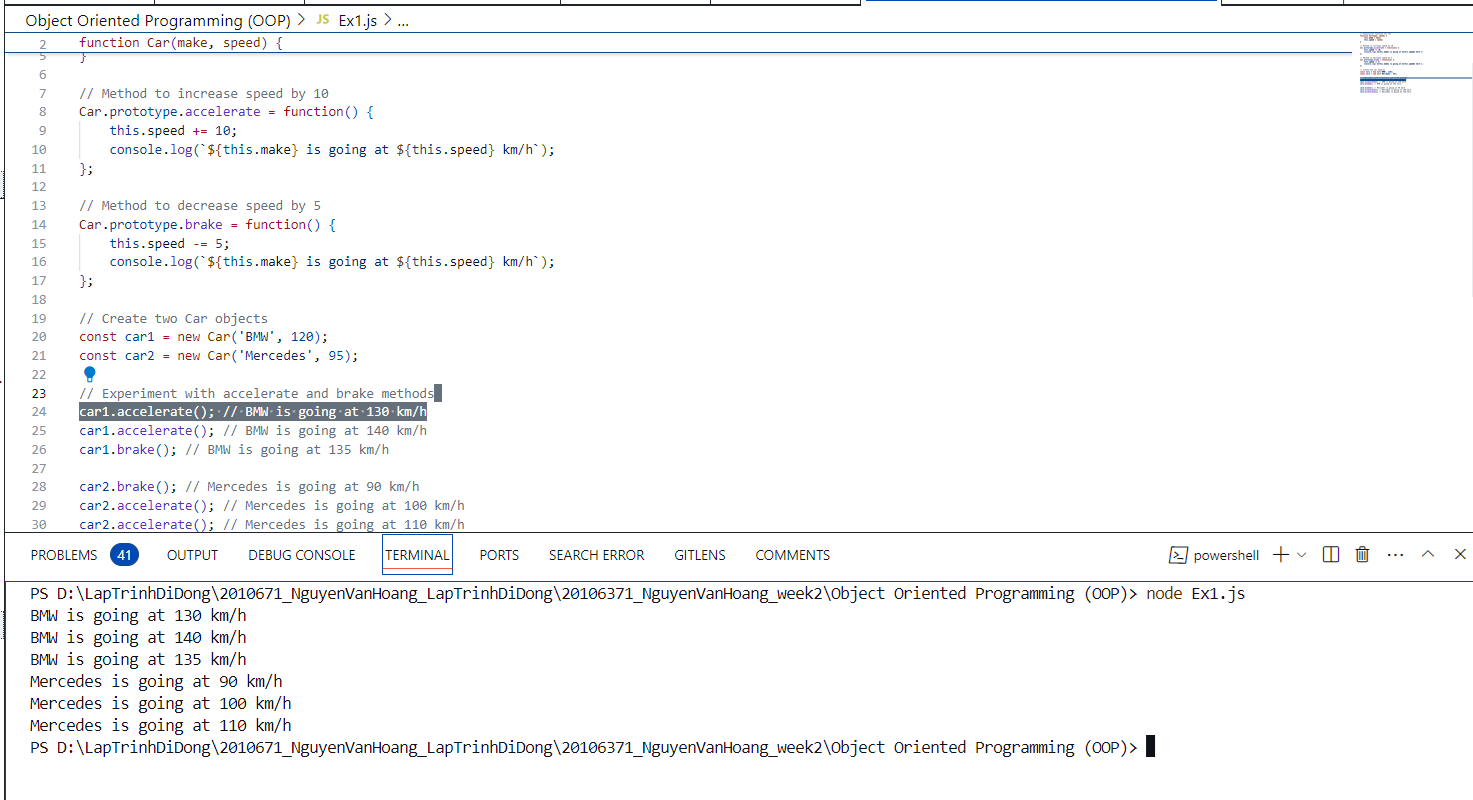 Object Oriented Programming (OOP) > JS Ex1.js > ...
2 function Car(make, speed) {
5 }
6
7 // Method to increase speed by 10
8 Car.prototype.accelerate = function() {
9 this.speed += 10;
10 console.log(`${this.make} is going at ${this.speed} km/h`);
11 };
12
13 // Method to decrease speed by 5
14 Car.prototype.brake = function() {
15 this.speed -= 5;
16 console.log(`${this.make} is going at ${this.speed} km/h`);
17 };
18
19 // Create two Car objects
20 const car1 = new Car('BMW', 120);
21 const car2 = new Car('Mercedes', 95);
22
23 // Experiment with accelerate and brake methods
24 car1.accelerate(); // BMW is going at 130 km/h
25 car1.accelerate(); // BMW is going at 140 km/h
26 car1.brake(); // BMW is going at 135 km/h
27
28 car2.brake(); // Mercedes is going at 90 km/h
29 car2.accelerate(); // Mercedes is going at 100 km/h
30 car2.accelerate(); // Mercedes is going at 110 km/h
PROBLEMS 41 OUTPUT DEBUG CONSOLE TERMINAL PORTS SEARCH ERROR GITLENS COMMENTS powershell
PS D:\LapTrinhDiDong\2010671_NguyenVanHoang_LapTrinhDiDong\20106371_NguyenVanHoang_week2\Object Oriented Programming (OOP)> node Ex1.js
BMW is going at 130 km/h
BMW is going at 140 km/h
BMW is going at 135 km/h
Mercedes is going at 90 km/h
Mercedes is going at 100 km/h
Mercedes is going at 110 km/h
PS D:\LapTrinhDiDong\2010671_NguyenVanHoang_LapTrinhDiDong\20106371_NguyenVanHoang_week2\Object Oriented Programming (OOP)>